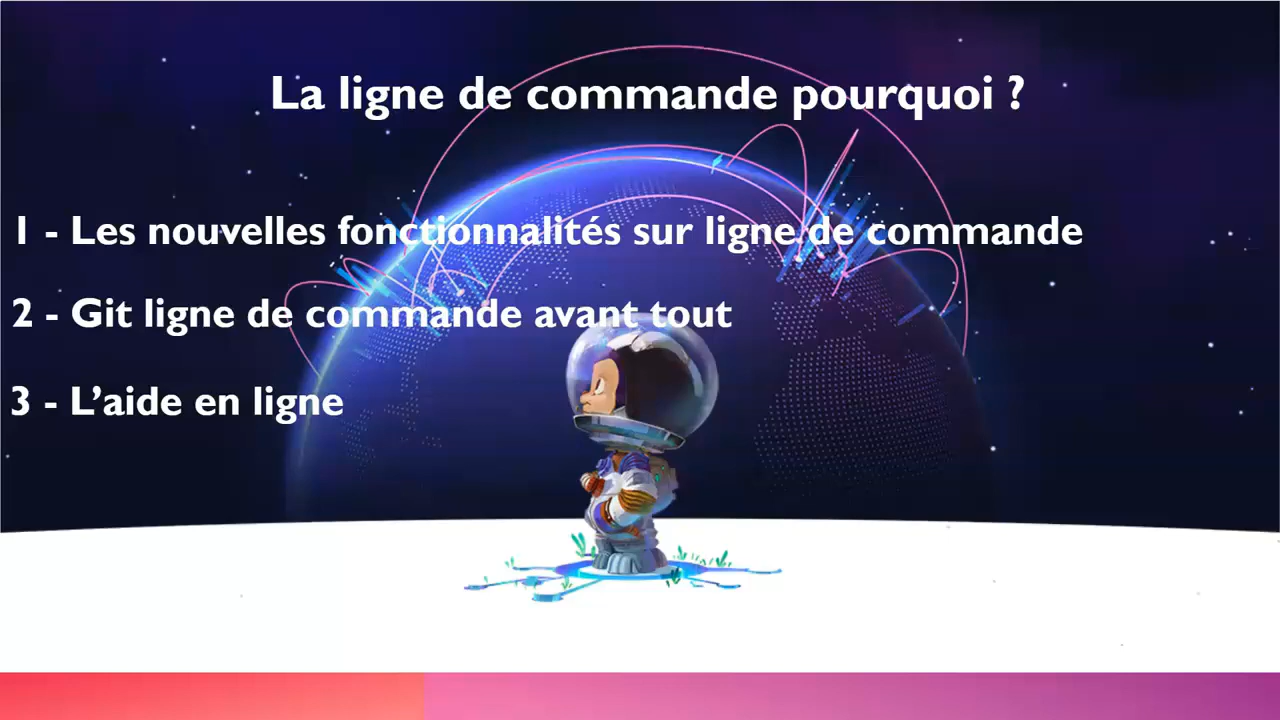 La ligne de commande pourquoi ?
1 - Les nouvelles fonctionnalités sur ligne de commande
2 - Git ligne de commande avant tout
3 - L’aide en ligne